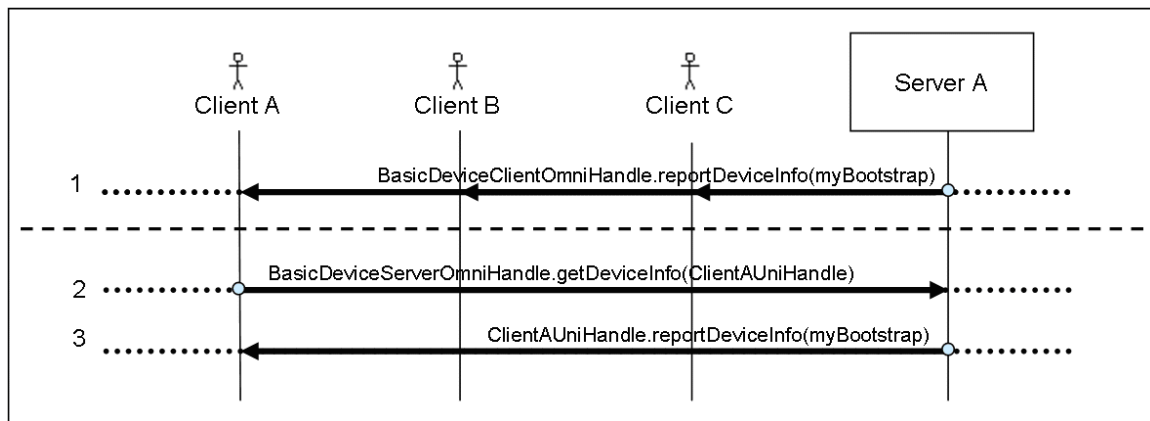 Client A
Client B
Client C
Server A
1
BasicDeviceClientOmniHandle.reportDeviceInfo(myBootstrap)
2
BasicDeviceServerOmniHandle.getDeviceInfo(ClientAUniHandle)
3
ClientAUniHandle.reportDeviceInfo(myBootstrap)